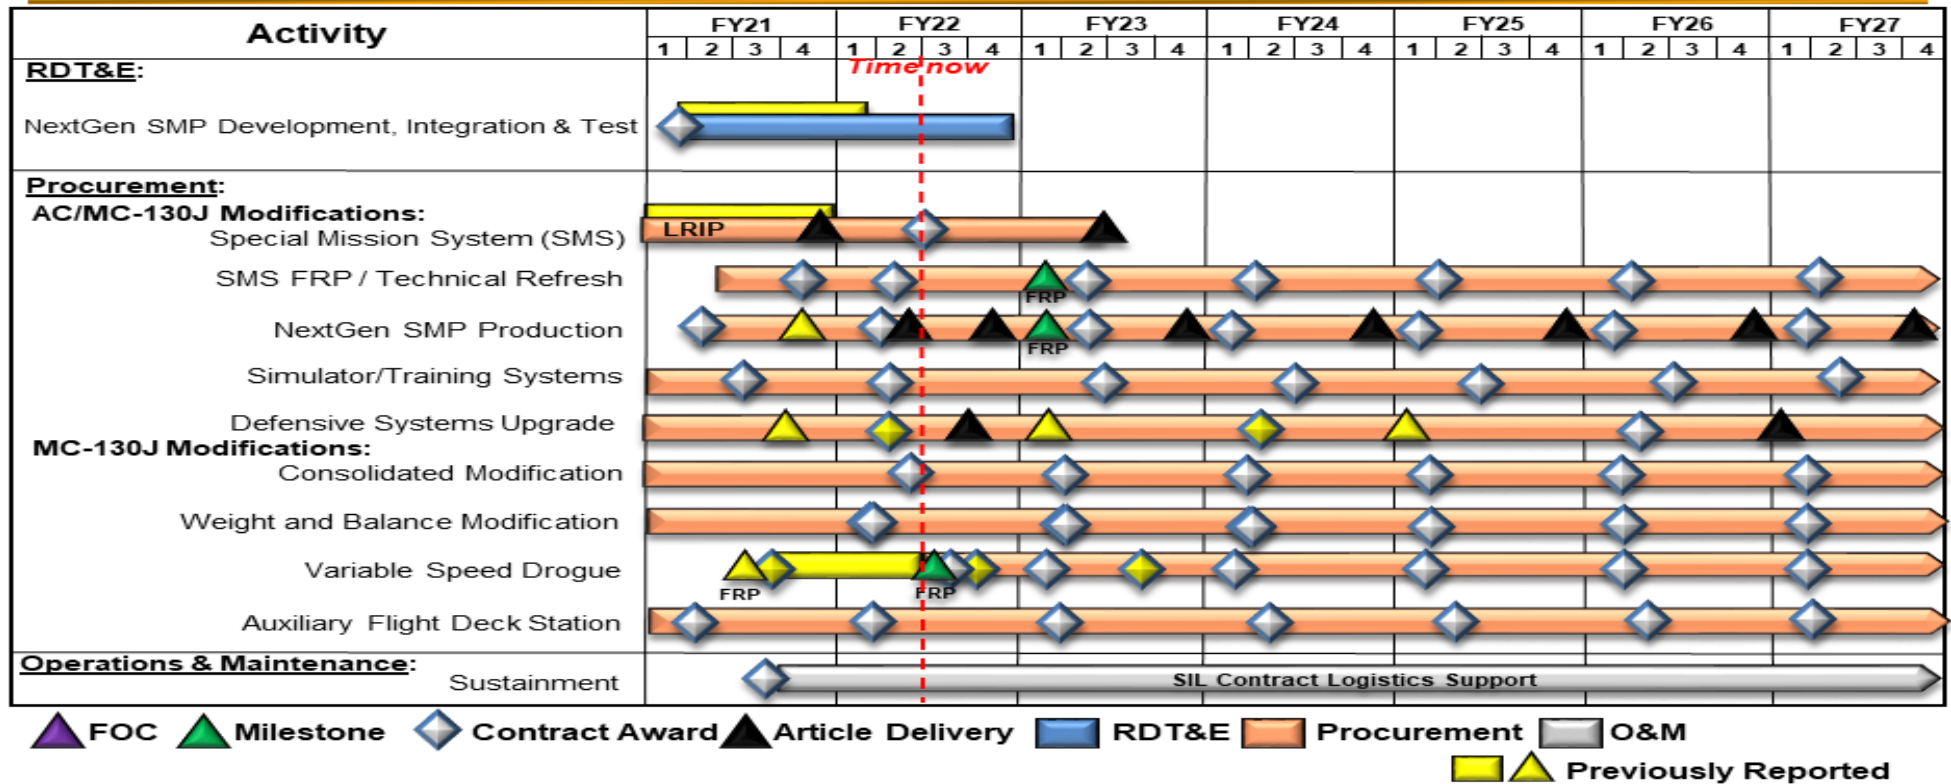 Activity
FY21 FY22 FY23 FY24 FY25 FY26 FY27
1 2 3 4 1 2 3 4 1 2 3 4 1 2 3 4 1 2 3 4 1 2 3 4 1 2 3 4
Time now
RDT&E:
NextGen SMP Development, Integration & Test
Procurement:
AC/MC-130J Modifications:
Special Mission System (SMS)
LRIP
SMS FRP / Technical Refresh
FRP
NextGen SMP Production
FRP
Simulator/Training Systems
Defensive Systems Upgrade
MC-130J Modifications:
Consolidated Modification
Weight and Balance Modification
Variable Speed Drogue
FRP FRP
Auxiliary Flight Deck Station
Operations & Maintenance:
Sustainment
SIL Contract Logistics Support
FOC Milestone Contract Award Article Delivery RDT&E Procurement O&M
Previously Reported